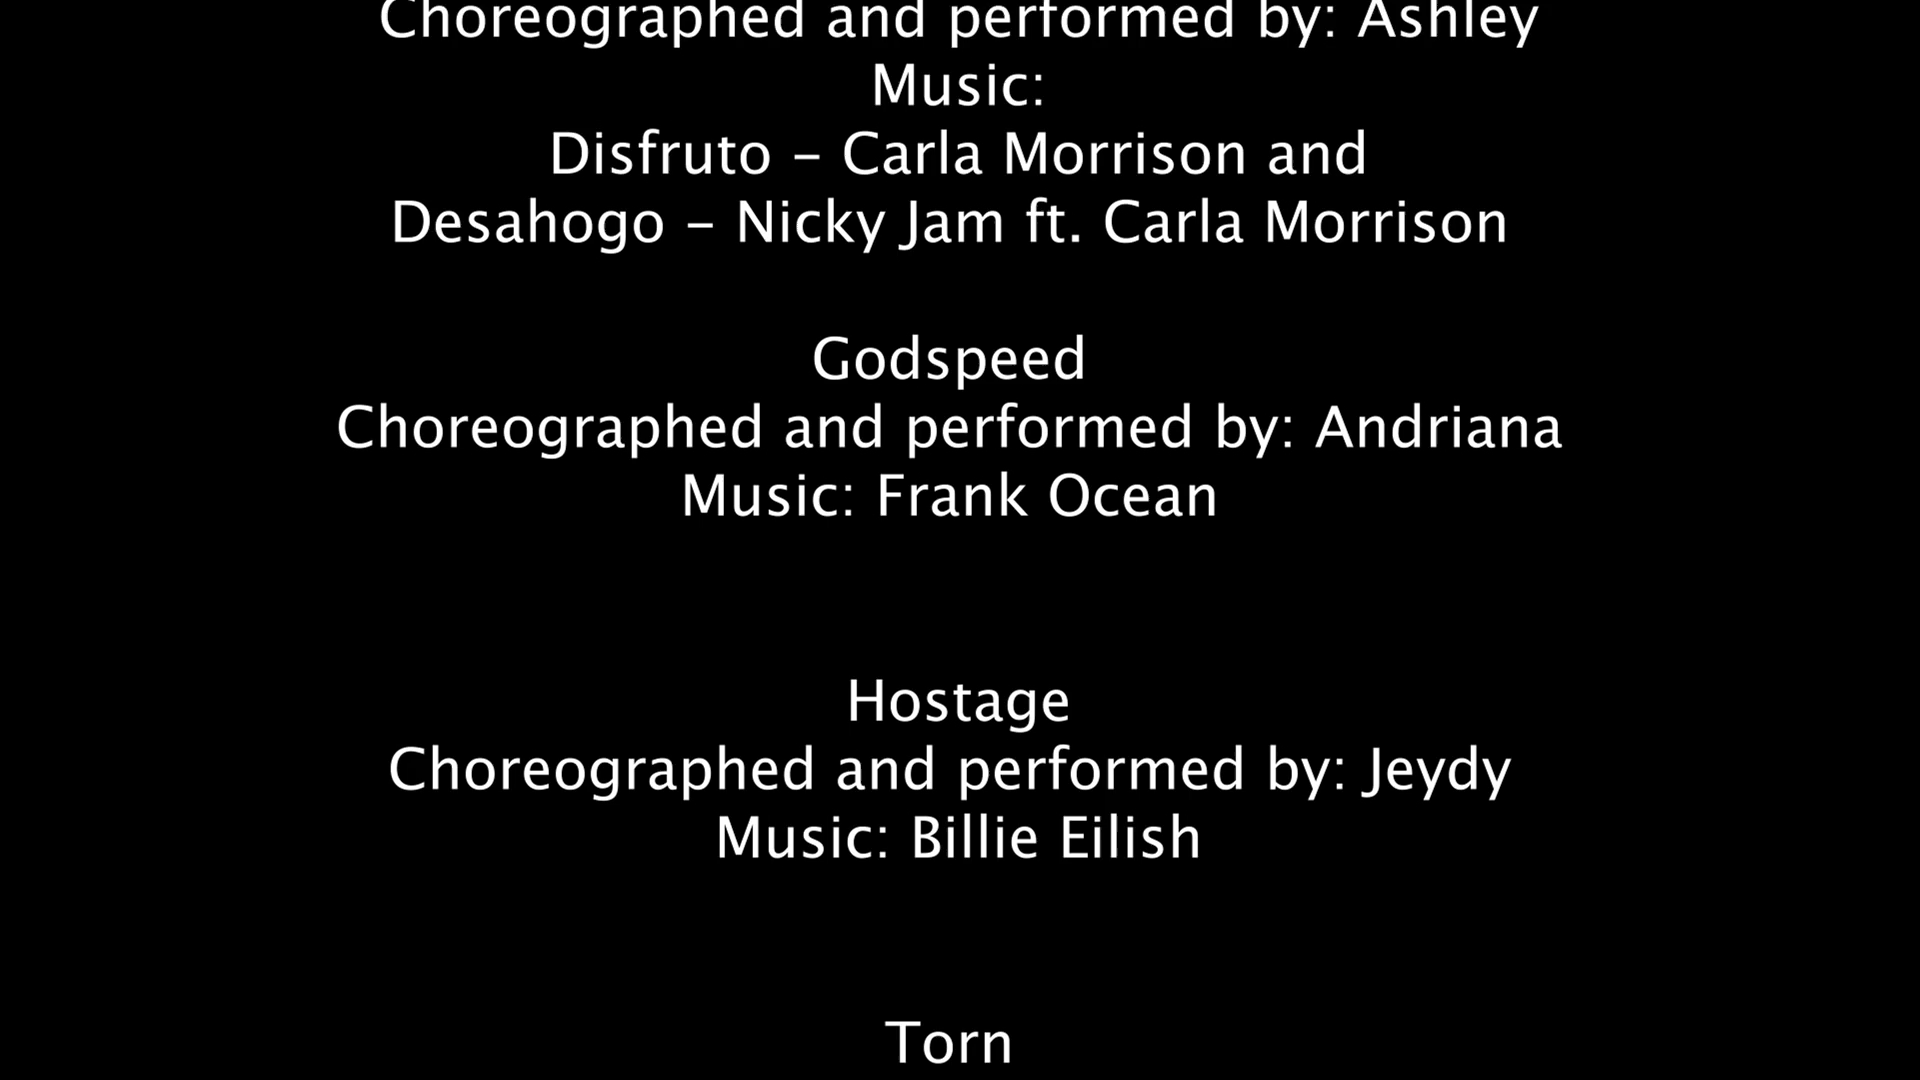 Choreographed and performed by: Ashley
Music:
Disfruto – Carla Morrison and
Desahogo – Nicky Jam ft. Carla Morrison
Godspeed
Choreographed and performed by: Andriana
Music: Frank Ocean
Hostage
Choreographed and performed by: Jeydy
Music: Billie Eilish
Torn